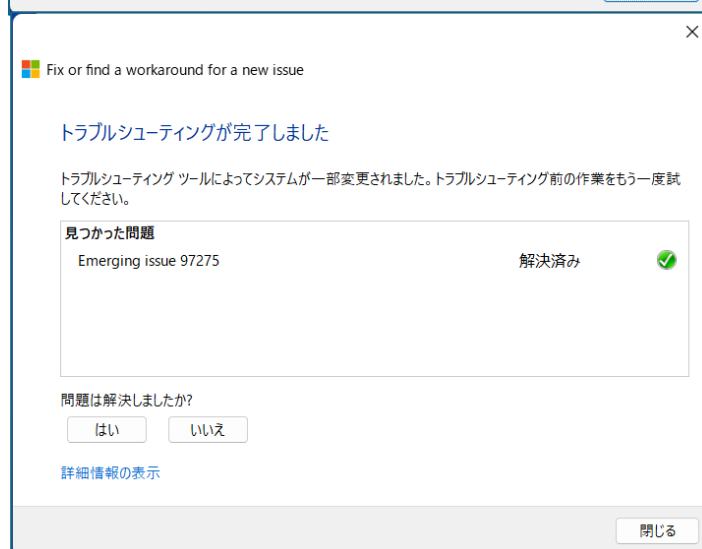 Fix or find a workaround for a new issue
トラブルシューティングが完了しました
トラブルシューティング ツールによってシステムが一部変更されました。トラブルシューティング前の作業をもう一度試
してください。
見つかった問題
Emerging issue 97275 解決済み
問題は解決しましたか?
はい いいえ
詳細情報の表示
閉じる